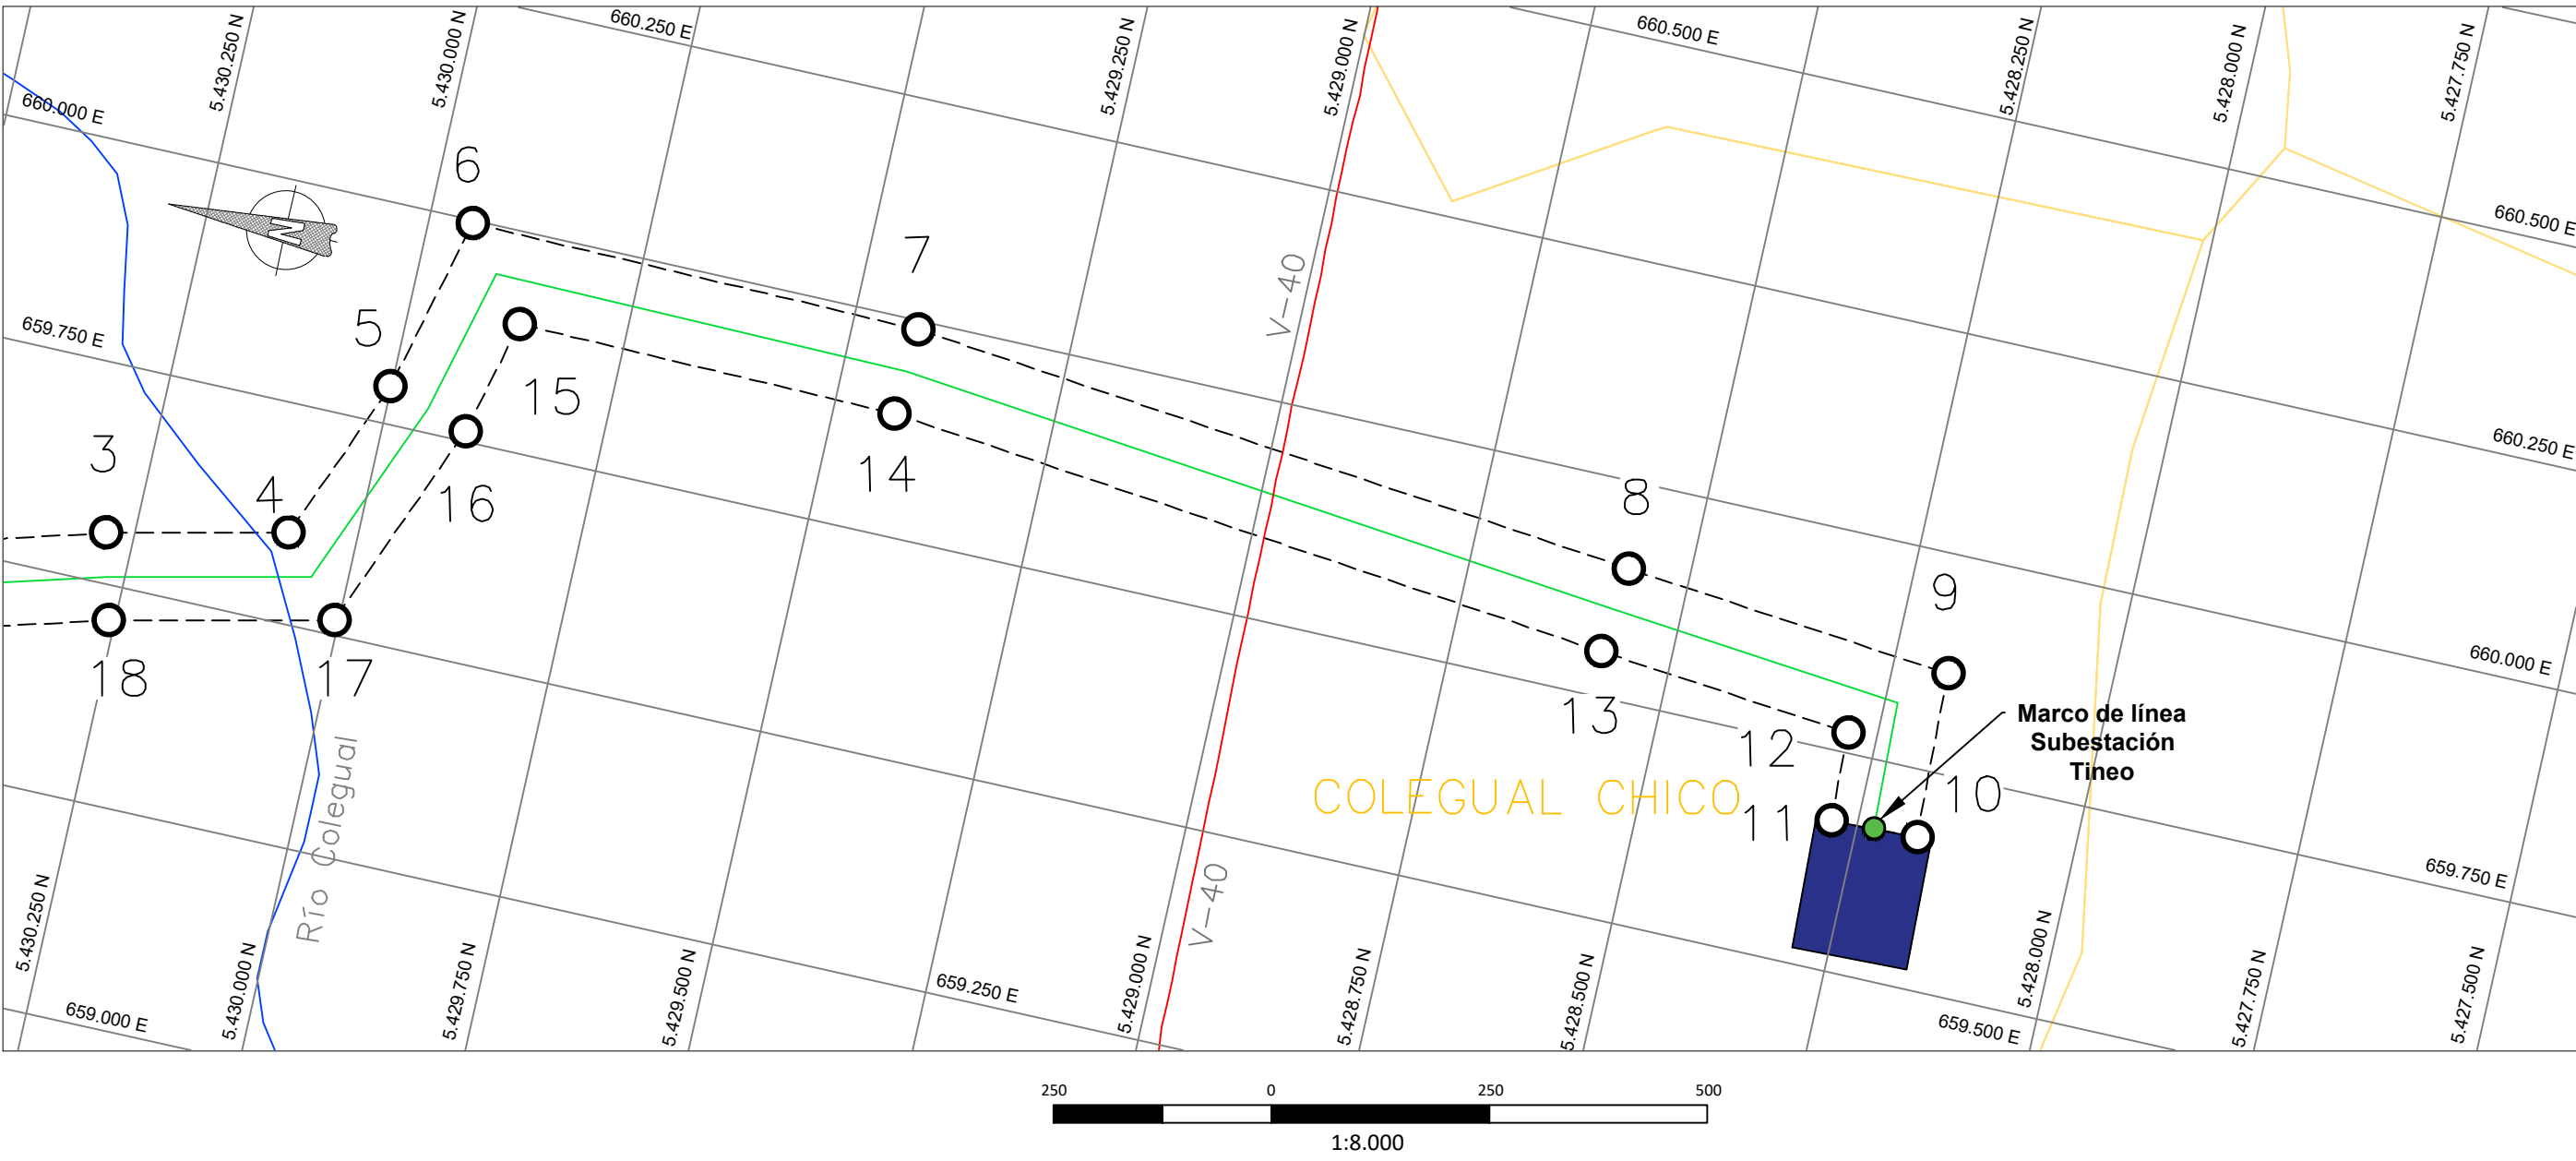 5.430.250 N
5.430.000 N
660.250 E
5.429.250 N
5.429.000 N
660.500 E
5.428.250 N
5.428.000 N
5.427.750 N
660.000 E
6
N
7
660.500 E
V-40
5
659.750 E
3
15
4
16
14
8
660.250 E
9
18
17
13
12
660.000 E
Marco de línea
Subestación
Tineo
Río Colegual
COLEGUAL CHICO
11
10
659.750 E
V-40
5.430.250 N
5.430.000 N
5.429.750 N
5.429.500 N
659.250 E
5.429.000 N
5.428.750 N
5.428.500 N
5.428.000 N
5.427.750 N
5.427.500 N
659.000 E
659.500 E
250 0 250 500
1:8.000